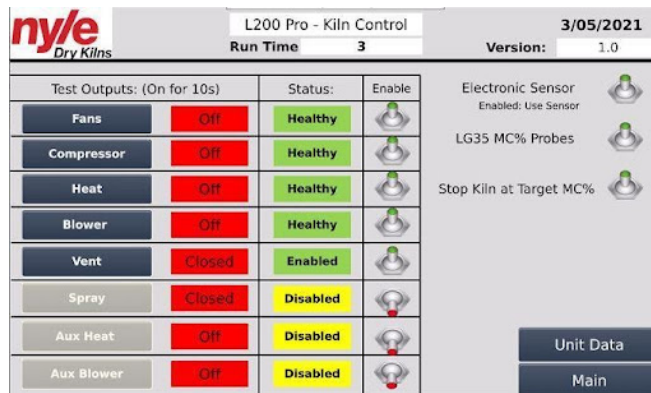 nyle
Dry Kilns
L200 Pro - Kiln Control
3/05/2021
Run Time 3
Version: 1.0
Test Outputs: (On for 10s) Status: Enable
Fans Off Healthy
Compressor Off Healthy
Heat Off Healthy
Blower Off Healthy
Vent Closed Enabled
Spray Closed Disabled
Aux Heat Off Disabled
Aux Blower Off Disabled
Electronic Sensor
Enabled: Use Sensor
LG35 MC% Probes
Stop Kiln at Target MC%
Unit Data
Main